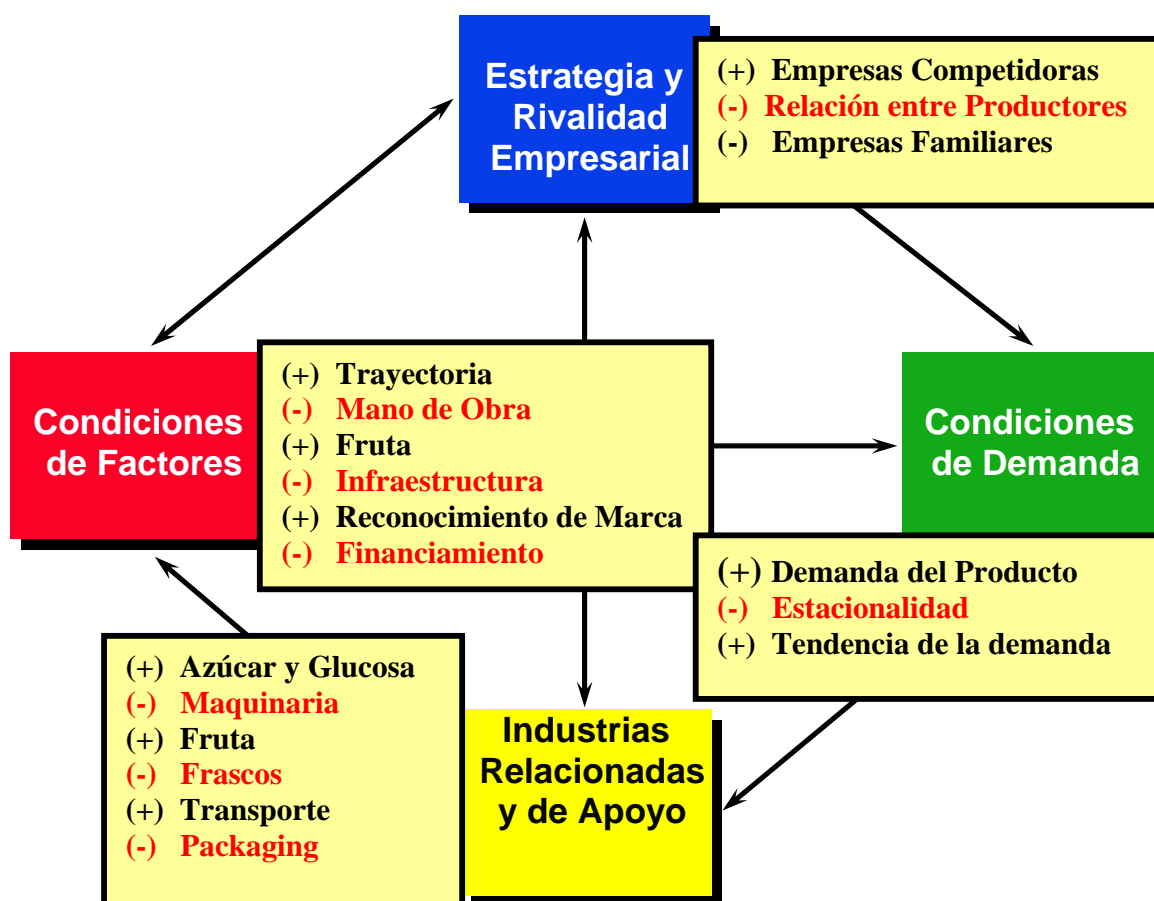 Estrategia y
Rivalidad
Empresarial
(+) Empresas Competidoras
(-) Relación entre Productores
(-) Empresas Familiares
Condiciones
de Factores
(+) Trayectoria
(-) Mano de Obra
(+) Fruta
(-) Infraestructura
(+) Reconocimiento de Marca
(-) Financiamiento
Condiciones
de Demanda
(+) Demanda del Producto
(-) Estacionalidad
(+) Tendencia de la demanda
(+) Azúcar y Glucosa
(-) Maquinaria
(+) Fruta
(-) Frascos
(+) Transporte
(-) Packaging
Industrias
Relacionadas
y de Apoyo